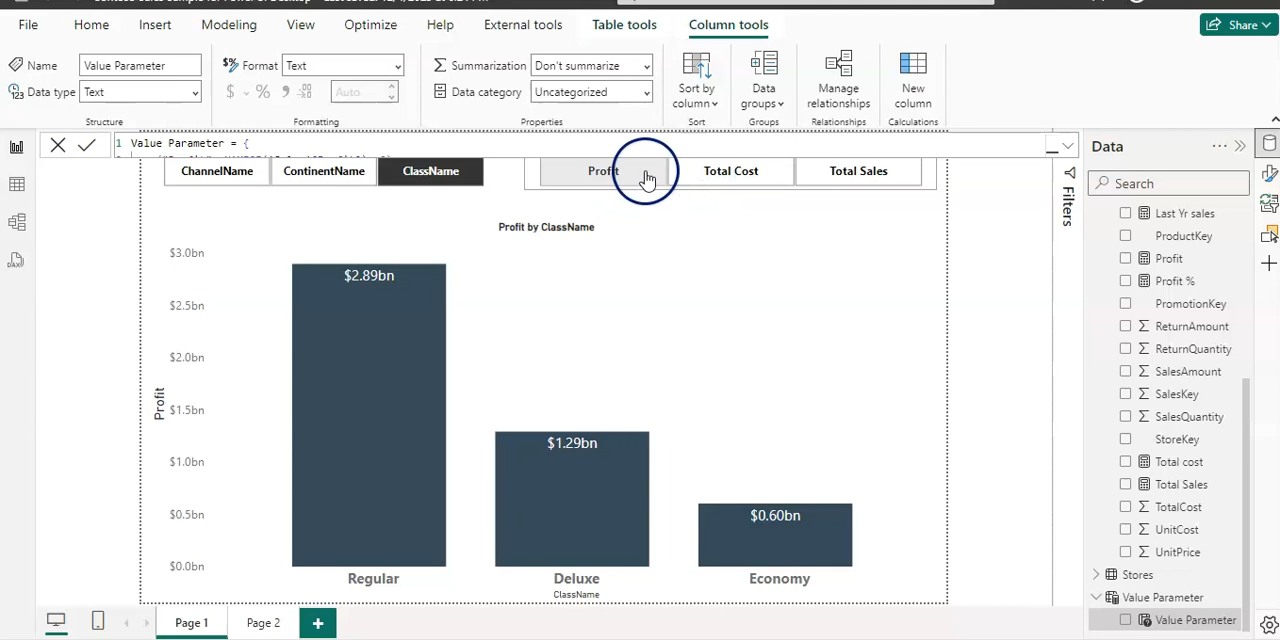 File Home Insert Modeling View Optimize Help External tools Table tools Column tools Share
Name Value Parameter
Data type Text
Structure
Format Text
$ % Auto
Formatting
Summarization Don't summarize
Data category Uncategorized
Properties
Sort by
column
Sort
Data
groups
Groups
Manage
relationships
Relationships
New
column
Calculations
1 Value Parameter = {
ChannelName ContinentName ClassName
Profit Total Cost Total Sales
Profit by ClassName
$3.0bn
$2.5bn
$2.0bn
$1.5bn
$1.0bn
$0.5bn
$0.0bn
Profit
$2.89bn
$1.29bn
$0.60bn
Regular Deluxe Economy
ClassName
Filters
Data
Search
Last Yr sales
ProductKey
Profit
Profit %
PromotionKey
ReturnAmount
ReturnQuantity
SalesAmount
SalesKey
SalesQuantity
StoreKey
Total cost
Total Sales
TotalCost
UnitCost
UnitPrice
Stores
Value Parameter
Value Parameter
Page 1 Page 2